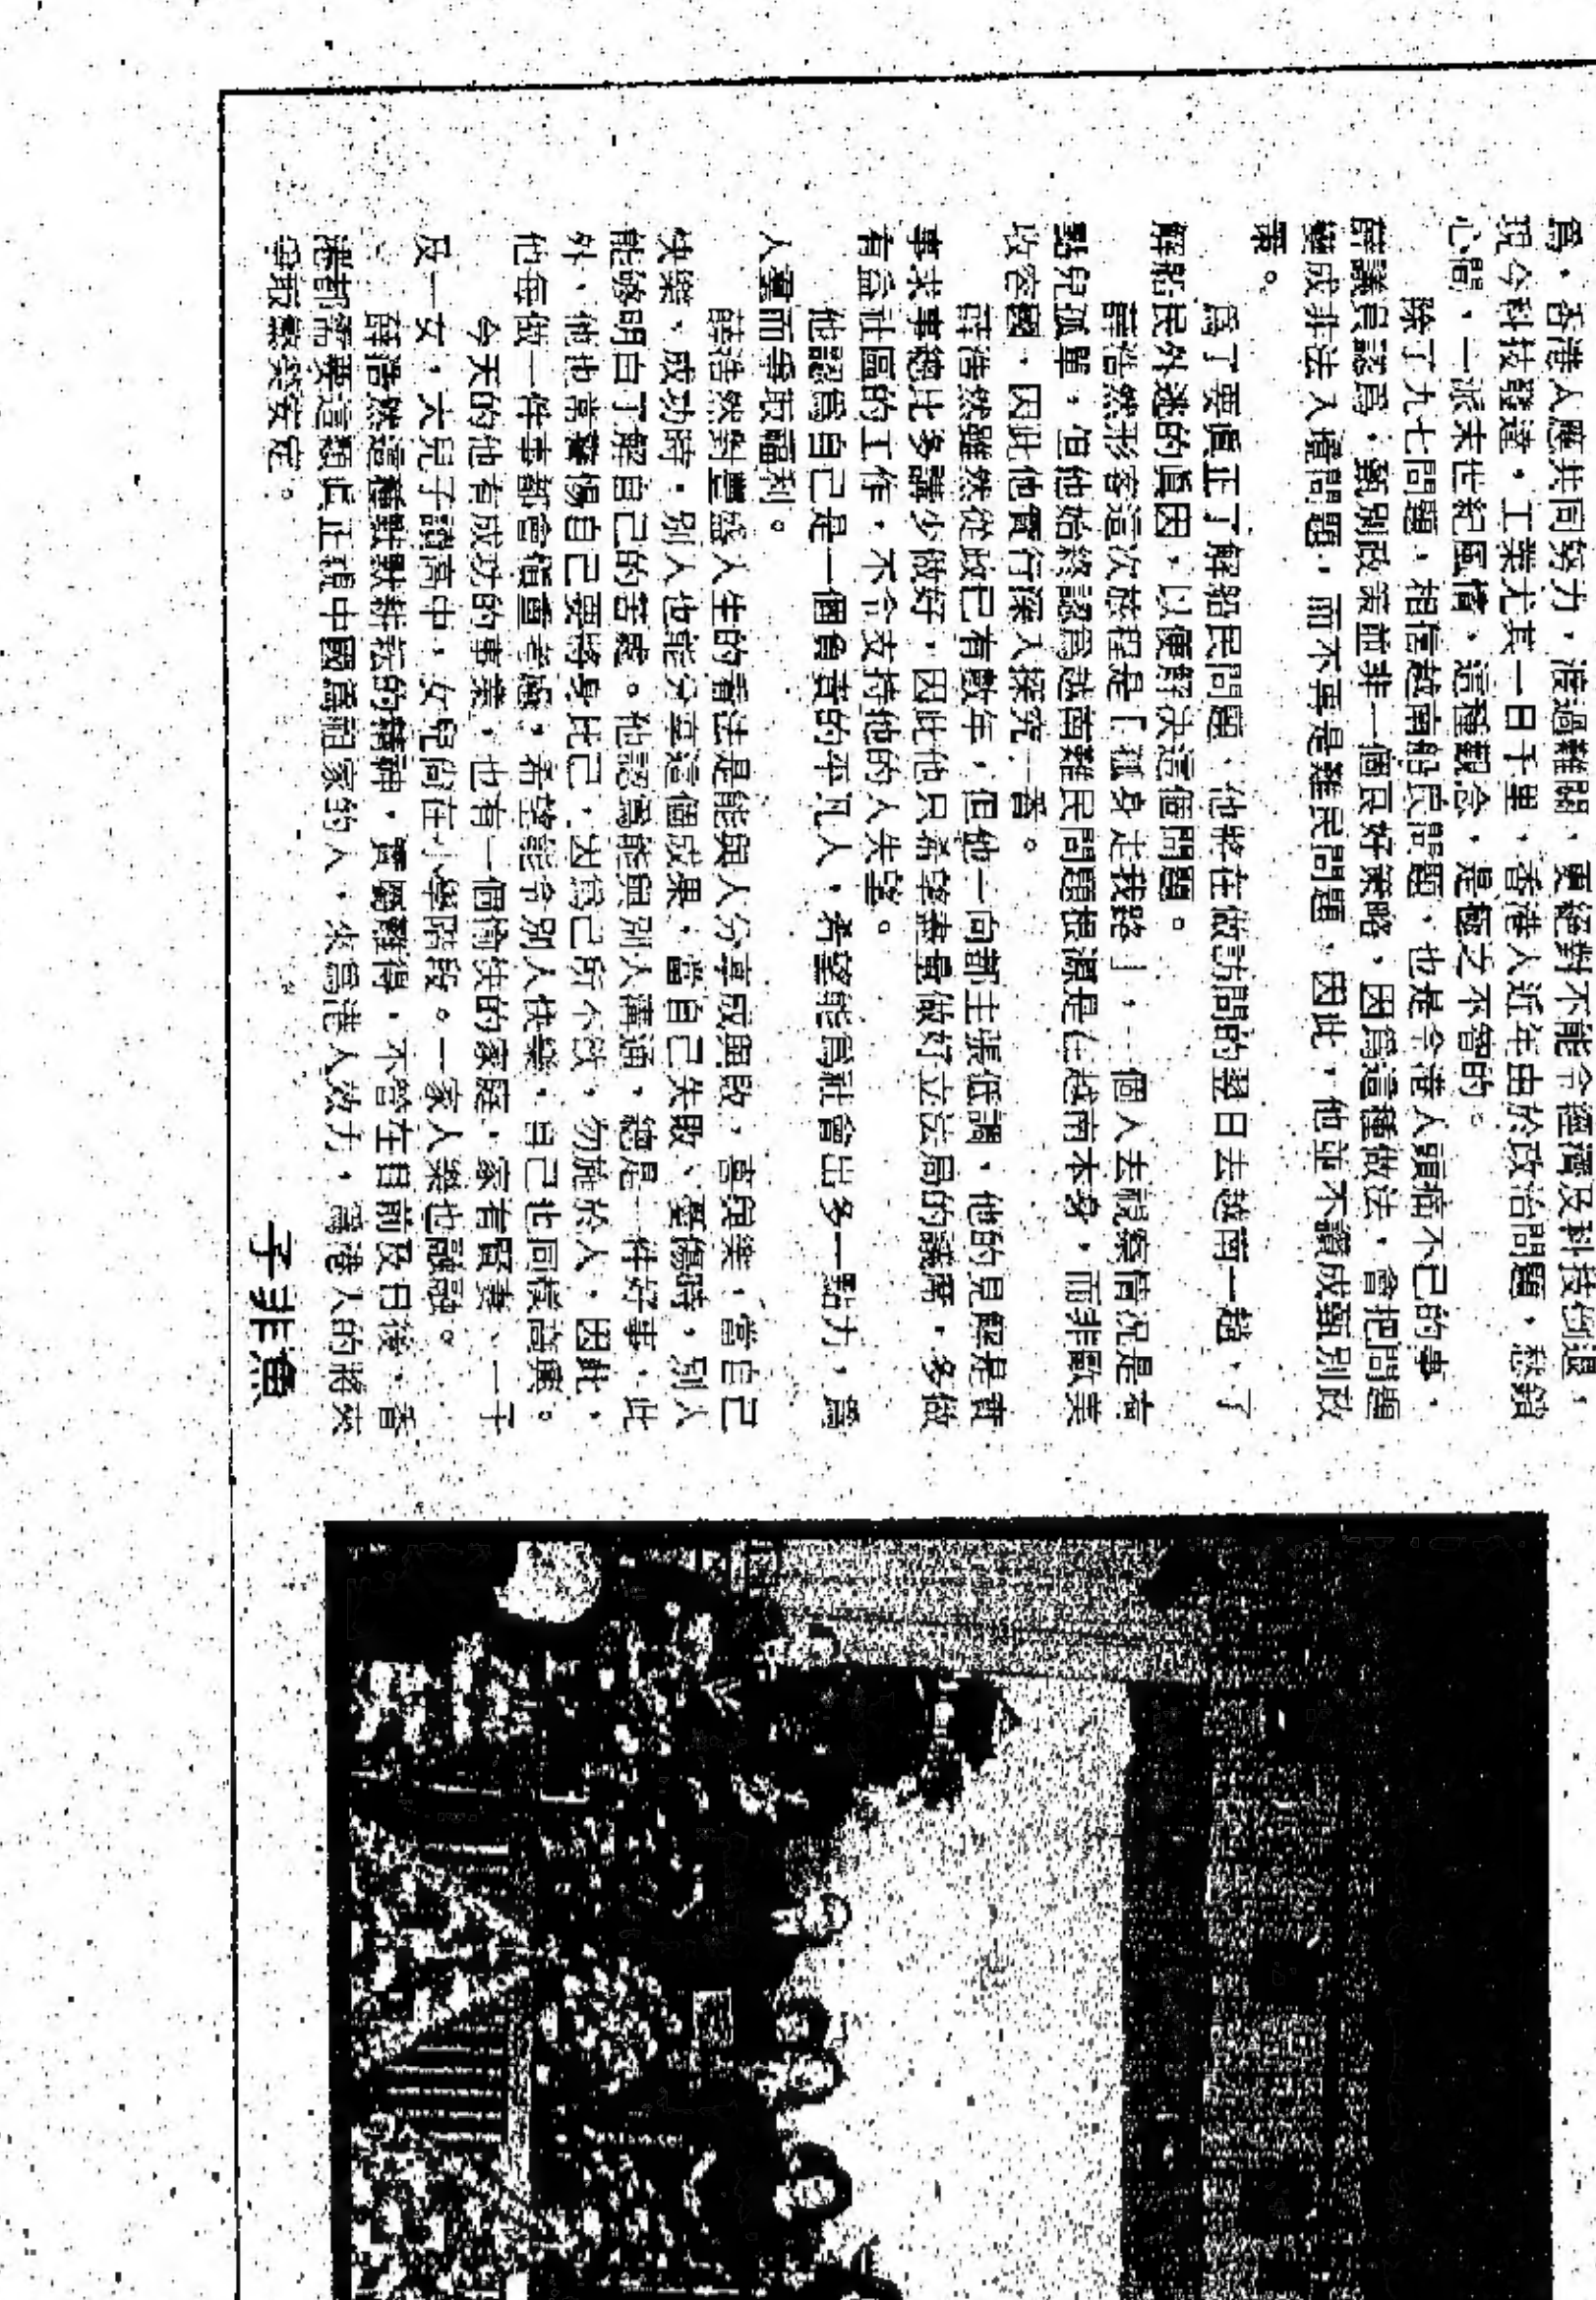 爲,香港人應共同努力,渡過難關,更絕對不能令經濟及科技倒退,
現今科技發達,工業尤其一日千里,香港人近年由於政治問題,愁鎖
心間,一派末世紀風情,這種觀念,是極之不智的。
除了九七問題,相信越南船民問題,也是令港人頭痛不已的事,
薛議員認爲,甄別政策並非一個良好策略,因爲這種做法,會把問題
變成非法入境問題,而不再是難民問題,因此,他並不讚成甄別政
策。
爲了要眞正了解船民問題,他將在做訪問的翌日去越南一趟,了
解船民外逃的眞因,以便解決這個問題。
薛浩然形容這次旅程是「孤身走我路」,一個人去視察情況是有
點兒孤單,但他始終認爲越南難民問題根源是在越南本身,而非歐美
收容國,因此他實行深入探究一番。
薛浩然雖然從政已有數年,但他一向都主張低調,他的見解是實
事求事總比多講少做好,因此他只希望盡量做好立法局的議席,多做
有益社區的工作,不令支持他的人失望。
他認爲自己是一個負責的平凡人,希望能爲社會出多一點力,爲
人羣而爭取福利。
薛浩然對豐盛人生的看法是能與人分享成與敗,喜與樂,當自己
快樂,成功時,別人也能分享這個成果,當自己失敗、憂傷時,別人
能够明白了解自己的苦處。他認爲能與別人溝通,總是一件好事,此
外,他也常警惕自己要將身比己,因爲己所不欲,勿施於人,因此,
他每做一件事都會愼重考慮,希望能令別人快樂,自己也同樣高興。
今天的他有成功的事業,也有一個愉快的家庭,家有賢妻、一子
及一女,大兒子讀高中,女兒尚在小學階段。一家人樂也融融。
薛浩然這種默默耕耘的精神,實屬難得,不管在目前及日後,香
港都需要這類眞正視中國爲祖家的人,來爲港人效力,爲港人的將來
爭取繁榮安定。
子非魚